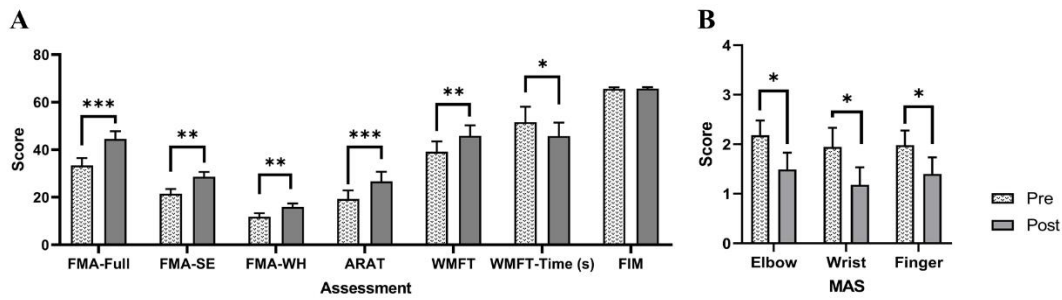 A
Score
80
60
40
20
0
*** ** ** *** ** *
FMA-Full FMA-SE FMA-WH ARAT WMFT WMFT-Time (s) FIM
Assessment
B
Score
4
3
2
1
0
* * *
Elbow Wrist Finger
MAS
Pre
Post